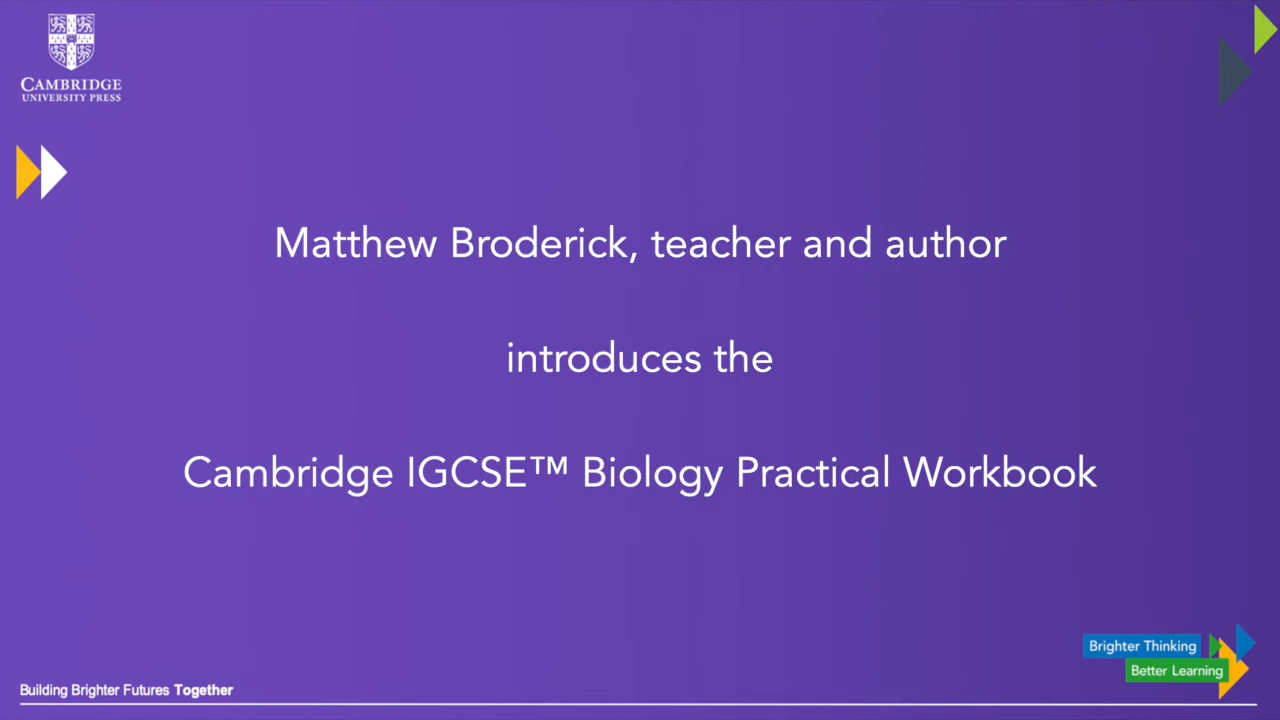 CAMBRIDGE
UNIVERSITY PRESS
Matthew Broderick, teacher and author
introduces the
Cambridge IGCSE™ Biology Practical Workbook
Brighter Thinking
Better Learning
Building Brighter Futures Together